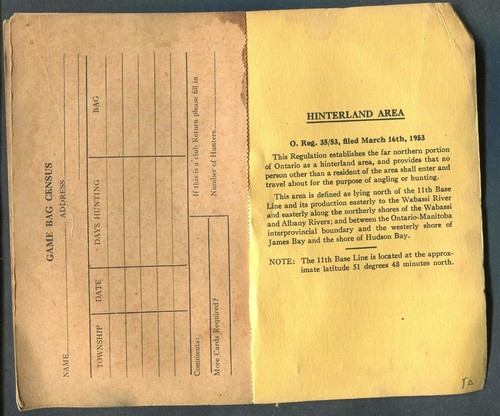 GAME BAG CENSUS
NAME
ADDRESS
TOWNSHIP DATE DAYS HUNTING BAG
Comments:
If this is a club Return please fill in
More Cards Required?
Number of Hunters
HINTERLAND AREA
O. Reg. 35/53, filed March 16th, 1953
This Regulation establishes the far northern portion
of Ontario as a hinterland area, and provides that no
person other than a resident of the area shall enter and
travel about for the purpose of angling or hunting.
This area is defined as lying north of the 11th Base
Line and its production easterly to the Wabassi River
and easterly along the northerly shores of the Wabassi
and Albany Rivers; and between the Ontario-Manitoba
interprovincial boundary and the westerly shore of
James Bay and the shore of Hudson Bay.
NOTE: The 11th Base Line is located at the approx-
imate latitude 51 degrees 48 minutes north.